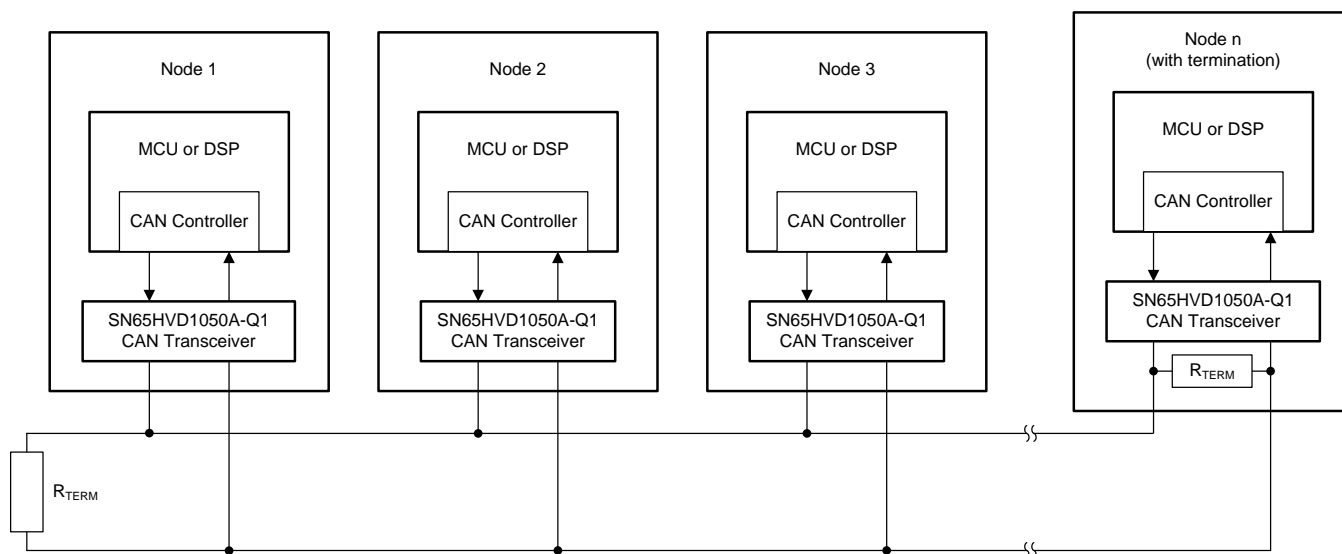 Node 1
MCU or DSP
CAN Controller
SN65HVD1050A-Q1
CAN Transceiver
Node 2
MCU or DSP
CAN Controller
SN65HVD1050A-Q1
CAN Transceiver
Node 3
MCU or DSP
CAN Controller
SN65HVD1050A-Q1
CAN Transceiver
Node n
(with termination)
MCU or DSP
CAN Controller
SN65HVD1050A-Q1
CAN Transceiver
RTERM
RTERM